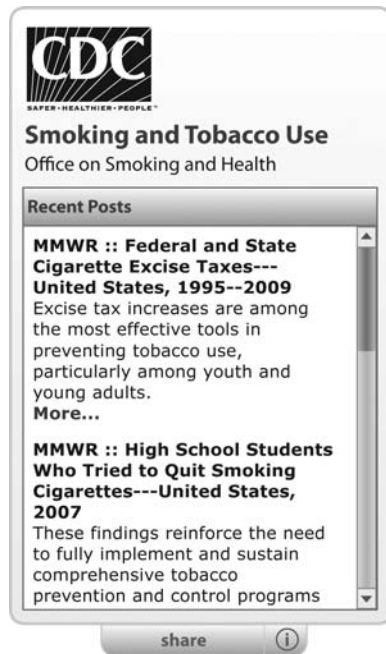 CDC
SAFER•HEALTHIER•PEOPLE™
Smoking and Tobacco Use
Office on Smoking and Health
Recent Posts
MMWR :: Federal and State
Cigarette Excise Taxes---
United States, 1995--2009
Excise tax increases are among
the most effective tools in
preventing tobacco use,
particularly among youth and
young adults.
More...
MMWR :: High School Students
Who Tried to Quit Smoking
Cigarettes---United States,
2007
These findings reinforce the need
to fully implement and sustain
comprehensive tobacco
prevention and control programs
share
i